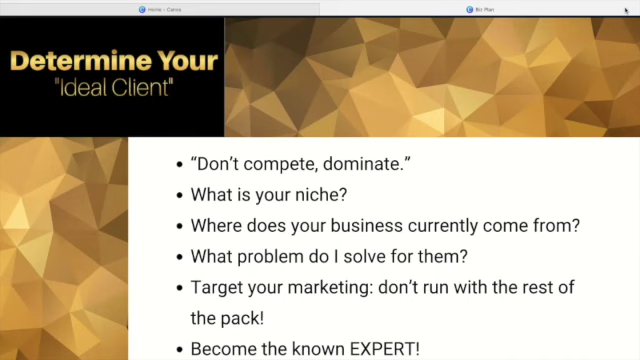 Home - Canva
Biz Plan
Determine Your
"Ideal Client"
• “Don’t compete, dominate.”
• What is your niche?
• Where does your business currently come from?
• What problem do I solve for them?
• Target your marketing: don’t run with the rest of
the pack!
• Become the known EXPERT!